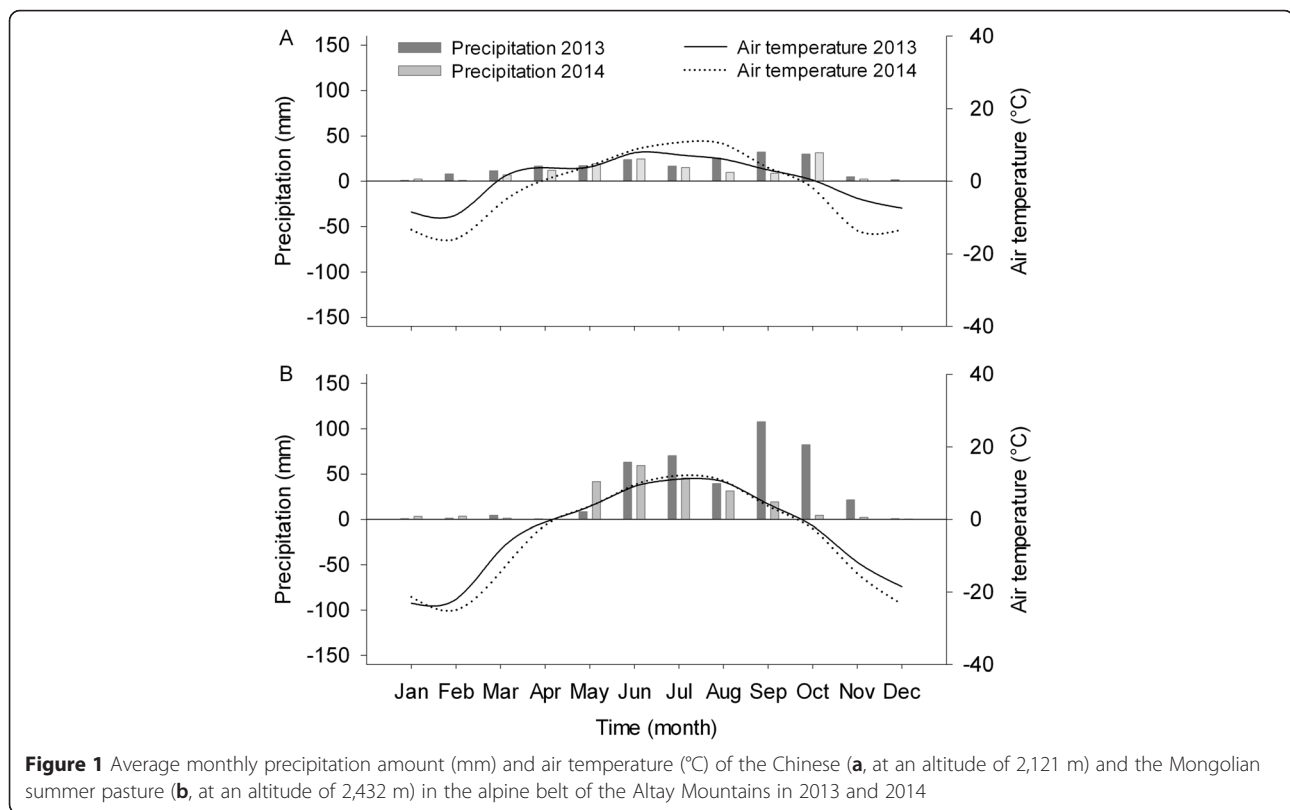 A
Precipitation 2013
Air temperature 2013
Precipitation 2014
Air temperature 2014
150
100
50
0
-50
-100
-150
Precipitation (mm)
40
20
0
-20
-40
Air temperature (°C)
B
150
100
50
0
-50
-100
-150
Precipitation (mm)
40
20
0
-20
-40
Air temperature (°C)
Jan Feb Mar Apr May Jun Jul Aug Sep Oct Nov Dec
Time (month)
Figure 1 Average monthly precipitation amount (mm) and air temperature (°C) of the Chinese (a, at an altitude of 2,121 m) and the Mongolian
summer pasture (b, at an altitude of 2,432 m) in the alpine belt of the Altay Mountains in 2013 and 2014